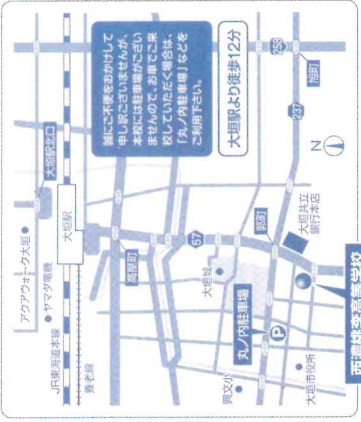 アクアウォーク大垣
ヤマダ電機
JR東海道本線
養老線
大垣駅北口
大垣駅
誠にご不便をおかけして
申し訳ございませんが、
本校には駐車場がござい
ませんので、お車でご来
校していただく場合は、
「丸ノ内駐車場」などを
ご利用下さい。
大垣駅より徒歩12分
高屋町
57
258
旭町
237
N
大垣城
郭町
大垣共立
銀行本店
丸ノ内駐車場
P
興文小
大垣市役所